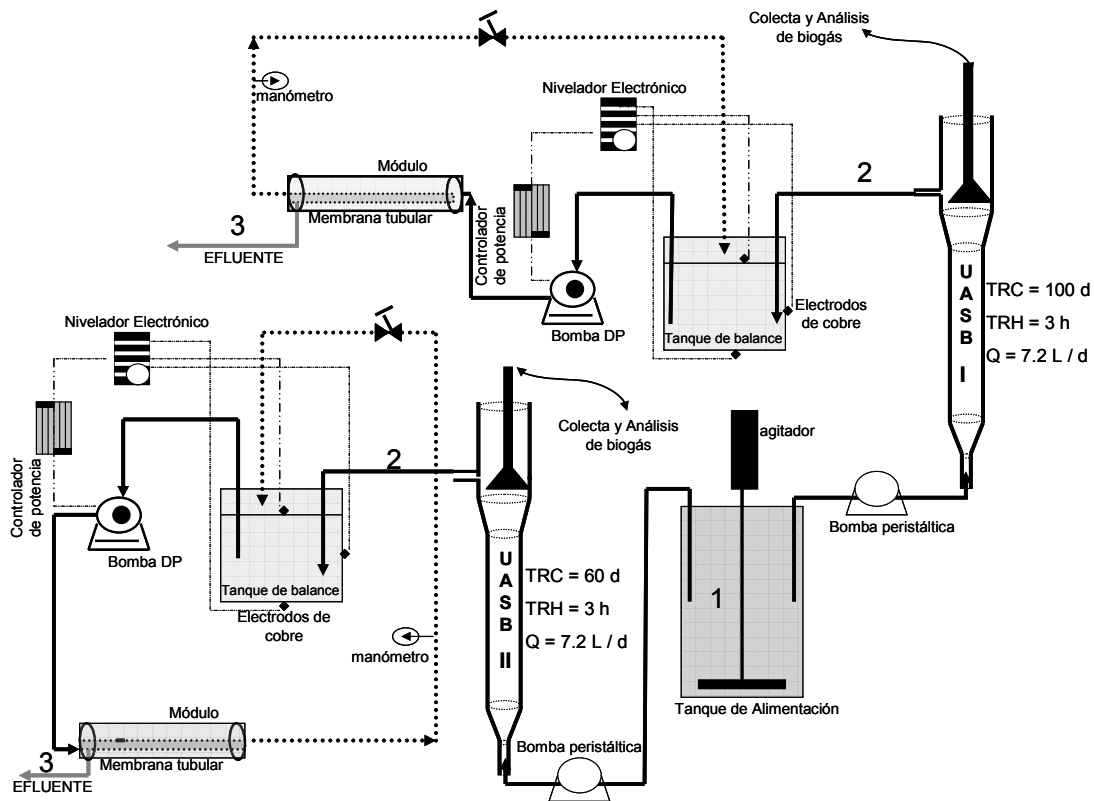 Colecta y Análisis
de biogás
Nivelador Electrónico
manómetro
Módulo
Membrana tubular
3
EFLUENTE
Controlador
de potencia
Bomba DP
2
Tanque de balance
Electrodos
de cobre
UASB I
TRC = 100 d
TRH = 3 h
Q = 7.2 L / d
Nivelador Electrónico
Controlador
de potencia
Bomba DP
2
Tanque de balance
Electrodos de
cobre
manómetro
Colecta y Análisis
de biogás
UASB II
TRC = 60 d
TRH = 3 h
Q = 7.2 L / d
agitador
1
Tanque de Alimentación
Bomba peristáltica
Bomba peristáltica
Módulo
Membrana tubular
3
EFLUENTE